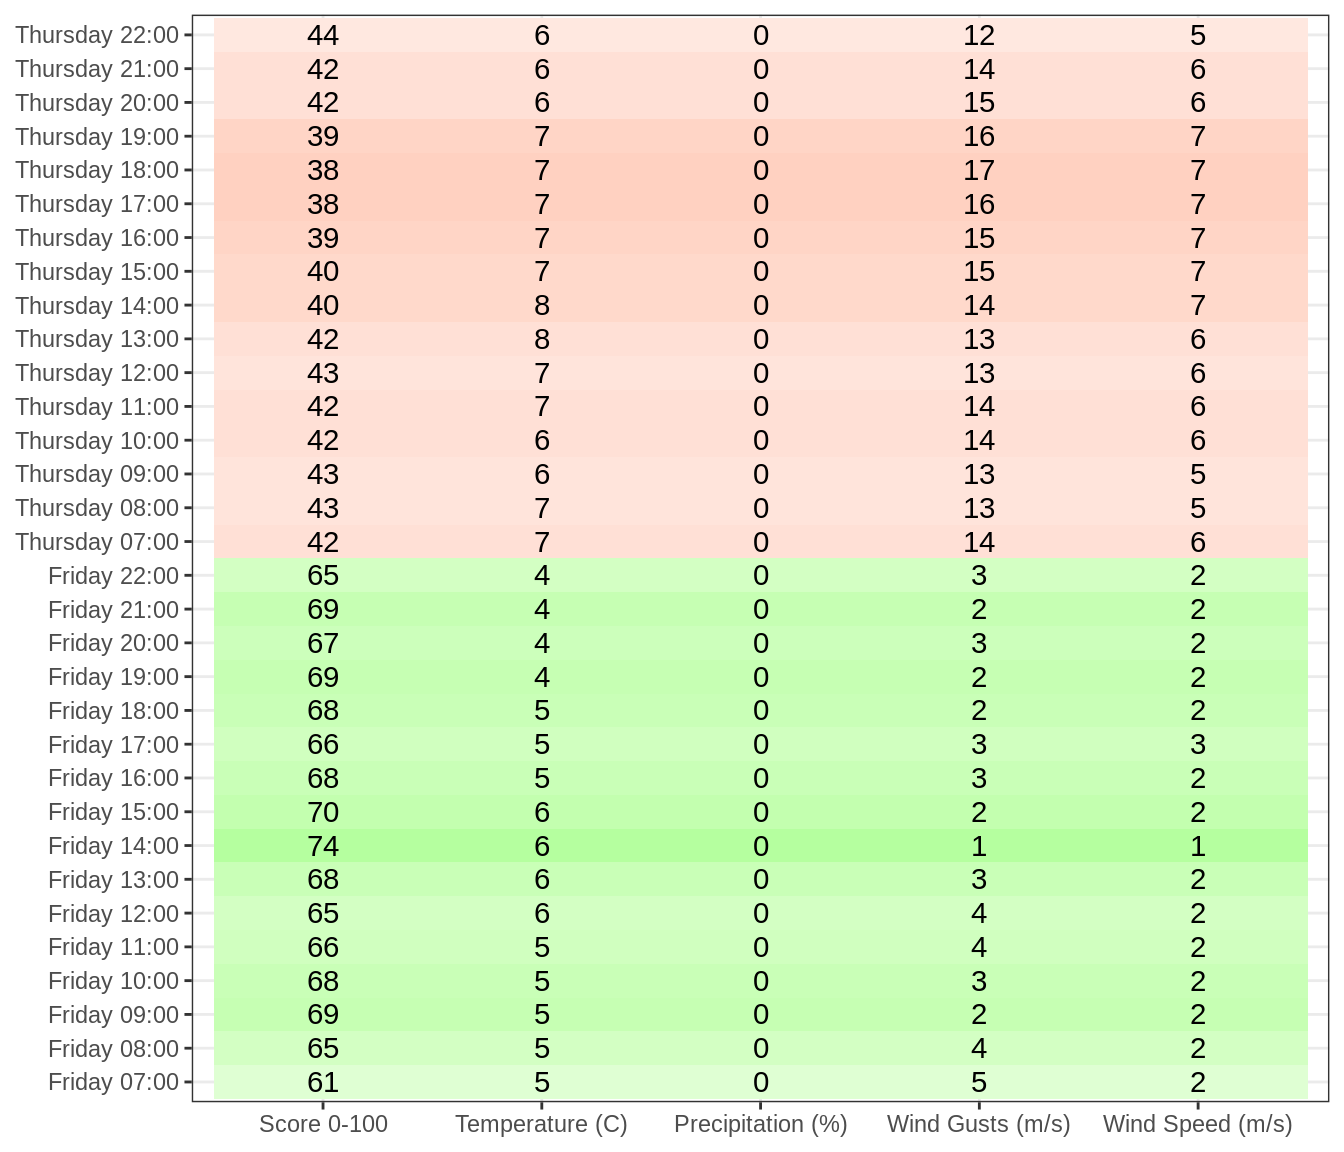 Thursday 22:00 44 6 0 12 5
Thursday 21:00 42 6 0 14 6
Thursday 20:00 42 6 0 15 6
Thursday 19:00 39 7 0 16 7
Thursday 18:00 38 7 0 17 7
Thursday 17:00 38 7 0 16 7
Thursday 16:00 39 7 0 15 7
Thursday 15:00 40 7 0 15 7
Thursday 14:00 40 8 0 14 7
Thursday 13:00 42 8 0 13 6
Thursday 12:00 43 7 0 13 6
Thursday 11:00 42 7 0 14 6
Thursday 10:00 42 6 0 14 6
Thursday 09:00 43 6 0 13 5
Thursday 08:00 43 7 0 13 5
Thursday 07:00 42 7 0 14 6
Friday 22:00 65 4 0 3 2
Friday 21:00 69 4 0 2 2
Friday 20:00 67 4 0 3 2
Friday 19:00 69 4 0 2 2
Friday 18:00 68 5 0 2 2
Friday 17:00 66 5 0 3 3
Friday 16:00 68 5 0 3 2
Friday 15:00 70 6 0 2 2
Friday 14:00 74 6 0 1 1
Friday 13:00 68 6 0 3 2
Friday 12:00 65 6 0 4 2
Friday 11:00 66 5 0 4 2
Friday 10:00 68 5 0 3 2
Friday 09:00 69 5 0 2 2
Friday 08:00 65 5 0 4 2
Friday 07:00 61 5 0 5 2
Score 0-100 Temperature (C) Precipitation (%) Wind Gusts (m/s) Wind Speed (m/s)